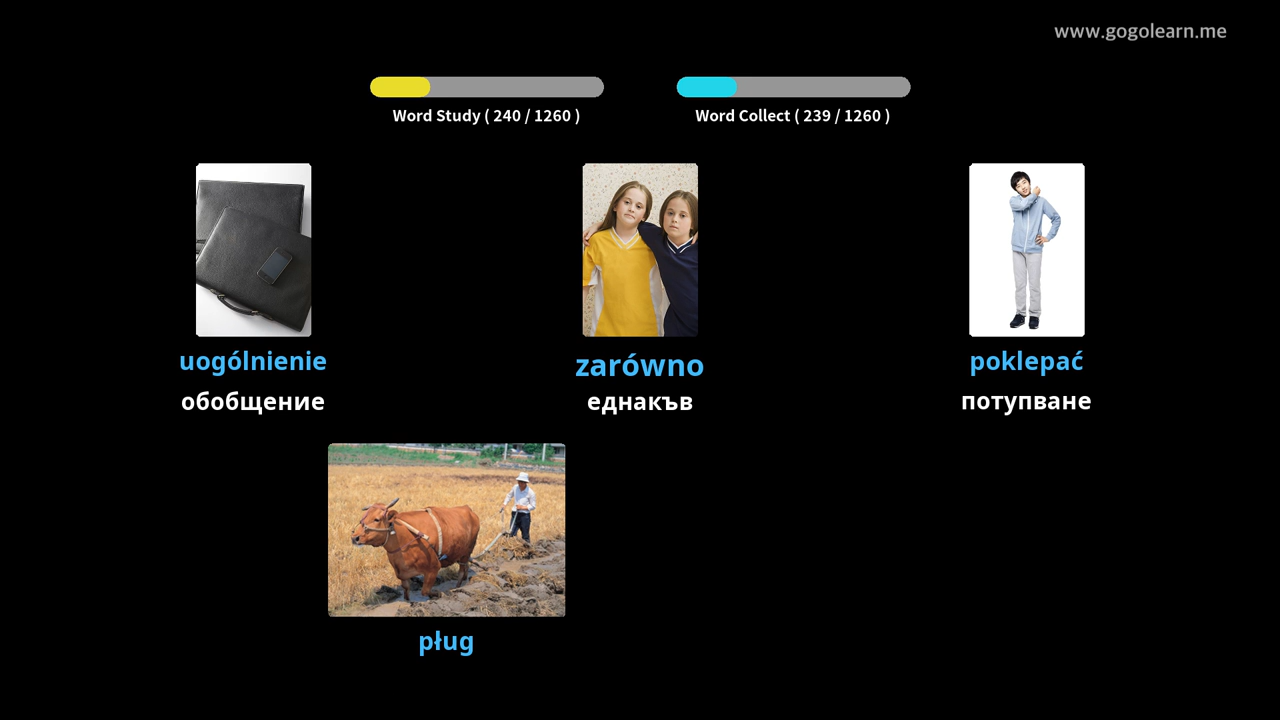 www.gogolearn.me
Word Study ( 240 / 1260 )
Word Collect ( 239 / 1260 )
uogólnienie
обобщение
zarówno
еднакъв
poklepać
потупване
pług